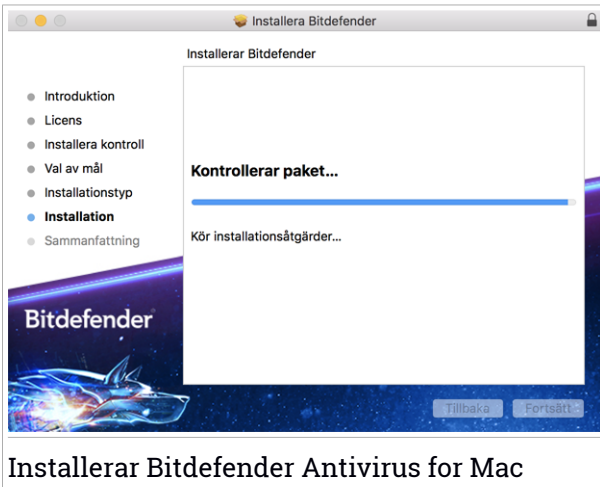 Installera Bitdefender
Installerar Bitdefender
Introduktion
Licens
Installera kontroll
Val av mål
Installationstyp
Installation
Sammanfattning
Kontrollerar paket...
Kör installationsåtgärder...
Bitdefender
Tillbaka
Fortsätt
Installerar Bitdefender Antivirus for Mac